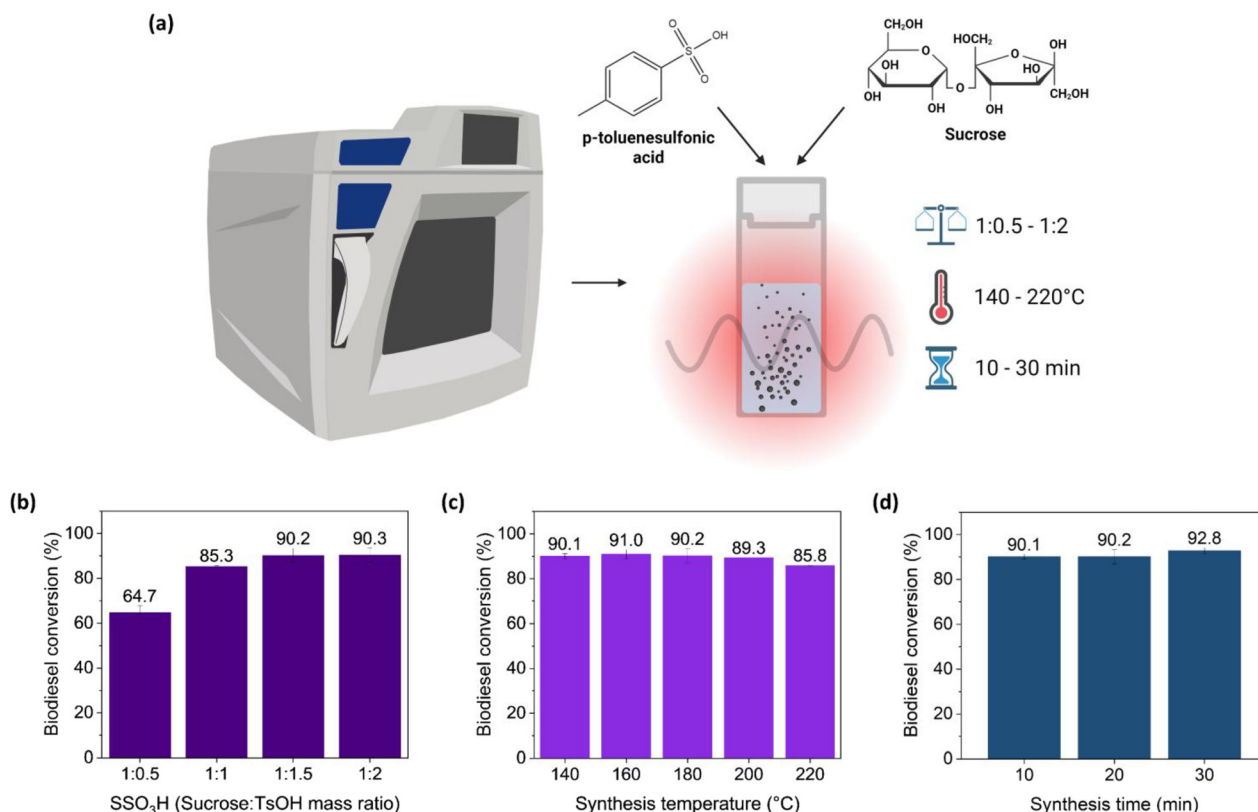 (a)
O
OH
S
O
p-toluenesulfonic
acid
CH₂OH
O
OH
OH
OH
O
HOCH₂
O
OH
HO
OH
CH₂OH
Sucrose
1:0.5 - 1:2
140 - 220°C
10 - 30 min
(b)
Biodiesel conversion (%)
100
80
60
40
20
0
64.7
85.3
90.2
90.3
1:0.5
1:1
1:1.5
1:2
SSO₃H (Sucrose:TsOH mass ratio)
(c)
Biodiesel conversion (%)
100
80
60
40
20
0
90.1
91.0
90.2
89.3
85.8
140
160
180
200
220
Synthesis temperature (°C)
(d)
Biodiesel conversion (%)
100
80
60
40
20
0
90.1
90.2
92.8
10
20
30
Synthesis time (min)